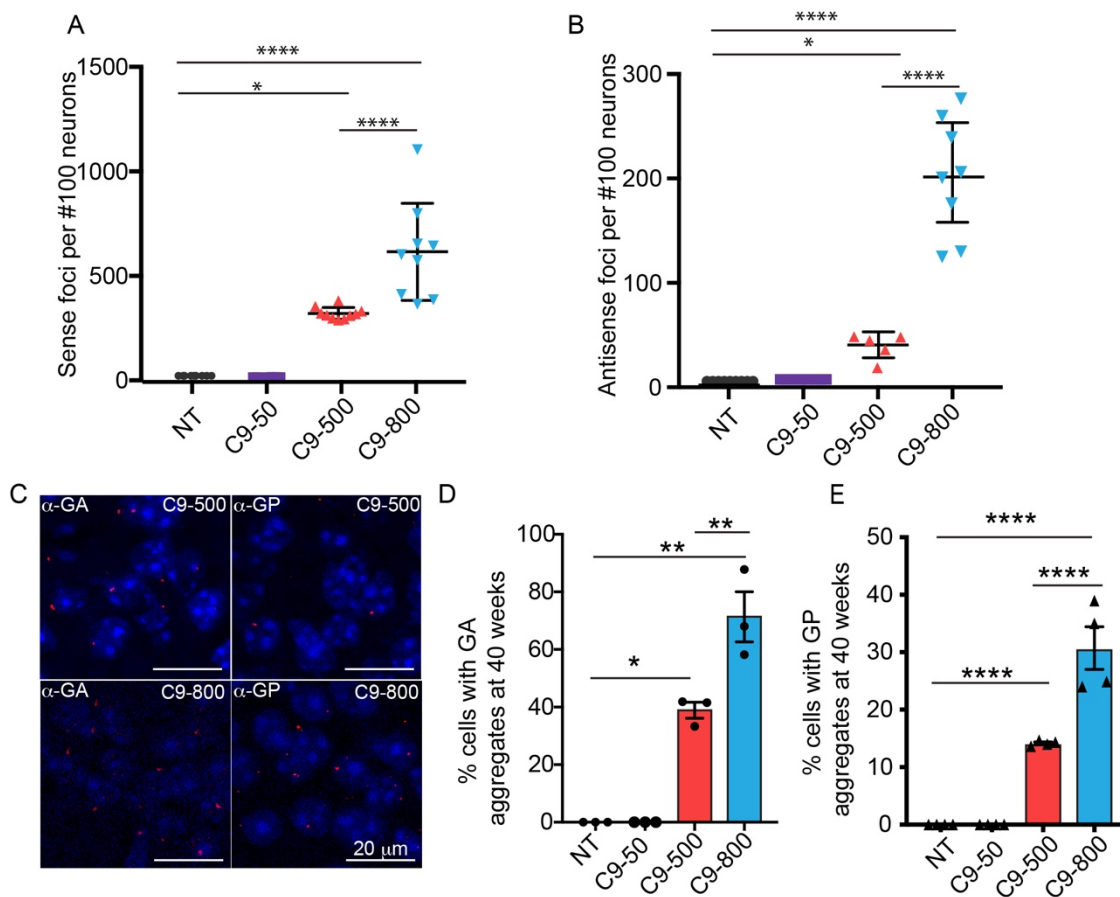 A
Sense foci per #100 neurons
1500
1000
500
0
****
*
****
NT
C9-50
C9-500
C9-800
B
Antisense foci per #100 neurons
300
200
100
0
****
*
****
NT
C9-50
C9-500
C9-800
C
α-GA C9-500
α-GP C9-500
α-GA C9-800
α-GP C9-800
20 μm
D
% cells with GA
aggregates at 40 weeks
100
80
60
40
20
0
**
**
*
NT
C9-50
C9-500
C9-800
E
% cells with GP
aggregates at 40 weeks
50
40
30
20
10
0
****
****
****
NT
C9-50
C9-500
C9-800